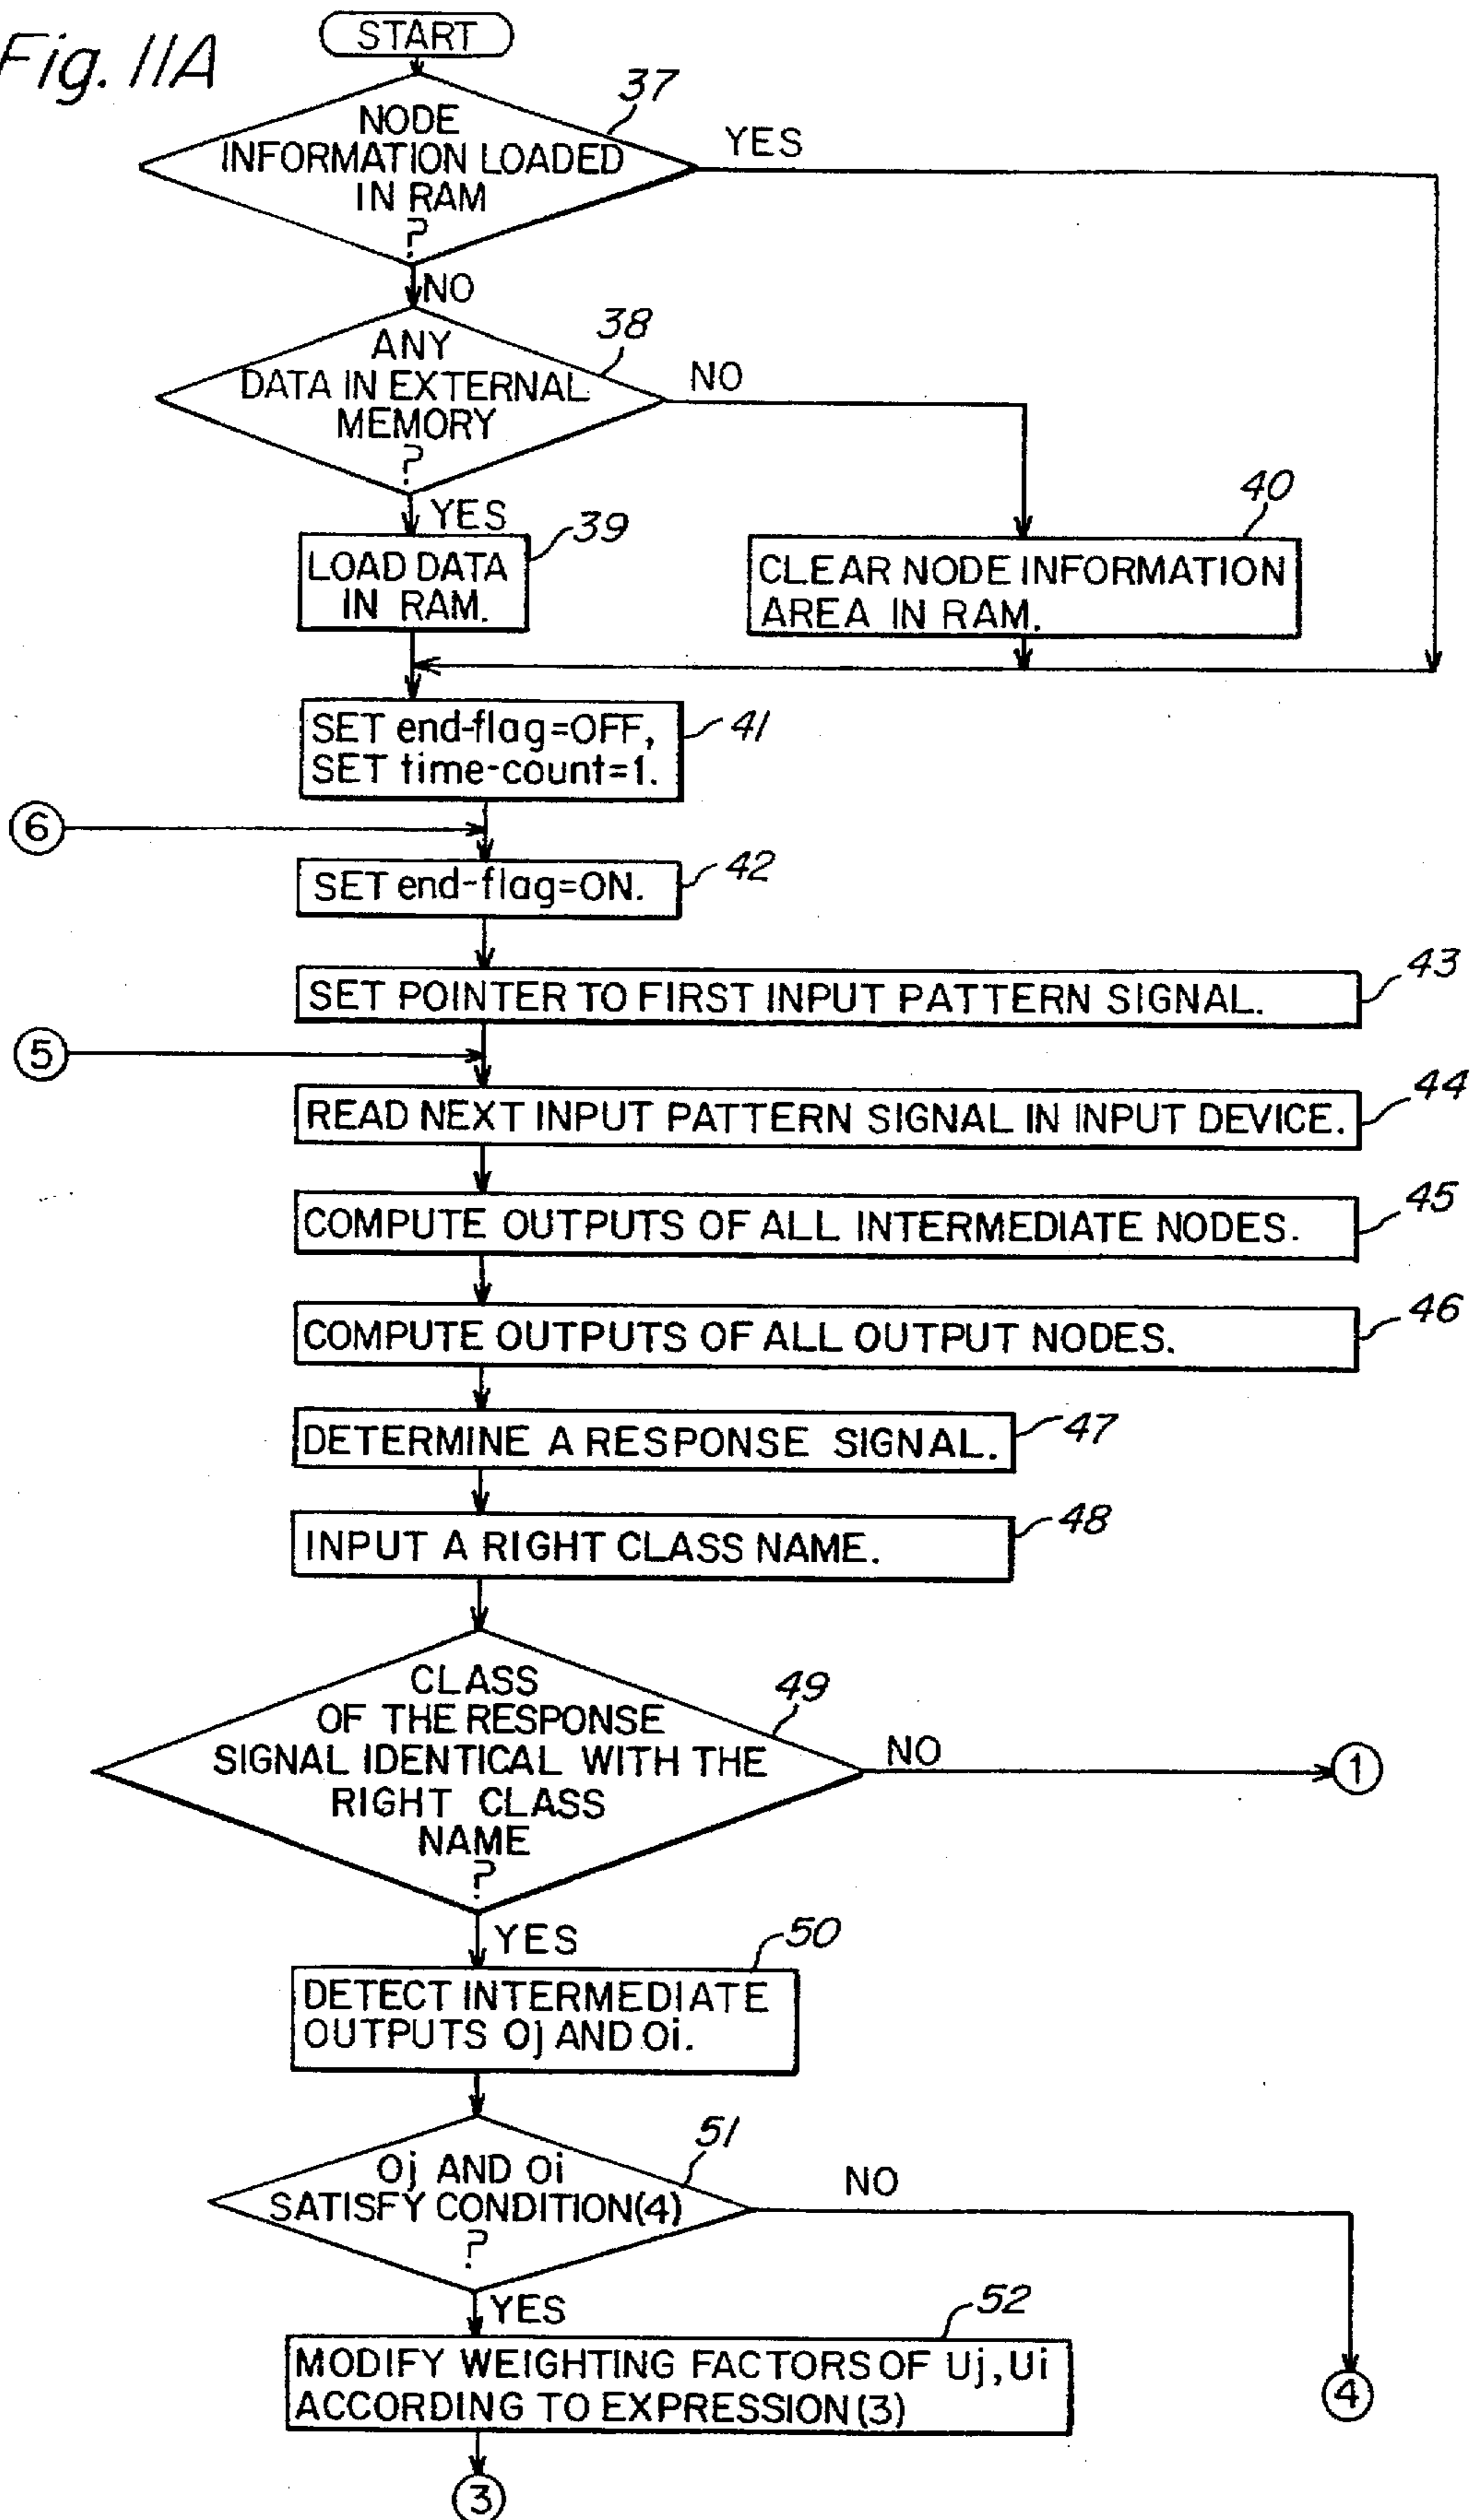 Fig. 11A
START
37
NODE
INFORMATION LOADED
IN RAM
?
YES
NO
38
ANY
DATA IN EXTERNAL
MEMORY
?
NO
YES
39
LOAD DATA
IN RAM.
40
CLEAR NODE INFORMATION
AREA IN RAM.
SET end-flag=OFF,
SET time-count=1.
41
6
SET end-flag=ON.
42
SET POINTER TO FIRST INPUT PATTERN SIGNAL.
43
5
READ NEXT INPUT PATTERN SIGNAL IN INPUT DEVICE.
44
COMPUTE OUTPUTS OF ALL INTERMEDIATE NODES.
45
COMPUTE OUTPUTS OF ALL OUTPUT NODES.
46
DETERMINE A RESPONSE SIGNAL.
47
INPUT A RIGHT CLASS NAME.
48
CLASS
OF THE RESPONSE
SIGNAL IDENTICAL WITH THE
RIGHT CLASS
NAME
?
49
NO
1
YES
50
DETECT INTERMEDIATE
OUTPUTS Oj AND Oi.
51
Oj AND Oi
SATISFY CONDITION(4)
?
NO
YES
52
MODIFY WEIGHTING FACTORS OF Uj, Ui
ACCORDING TO EXPRESSION(3)
4
3